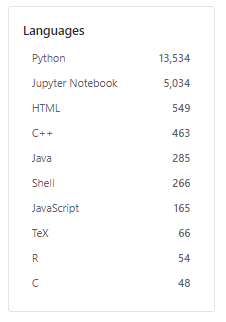 Languages
Python 13,534
Jupyter Notebook 5,034
HTML 549
C++ 463
Java 285
Shell 266
JavaScript 165
TeX 66
R 54
C 48